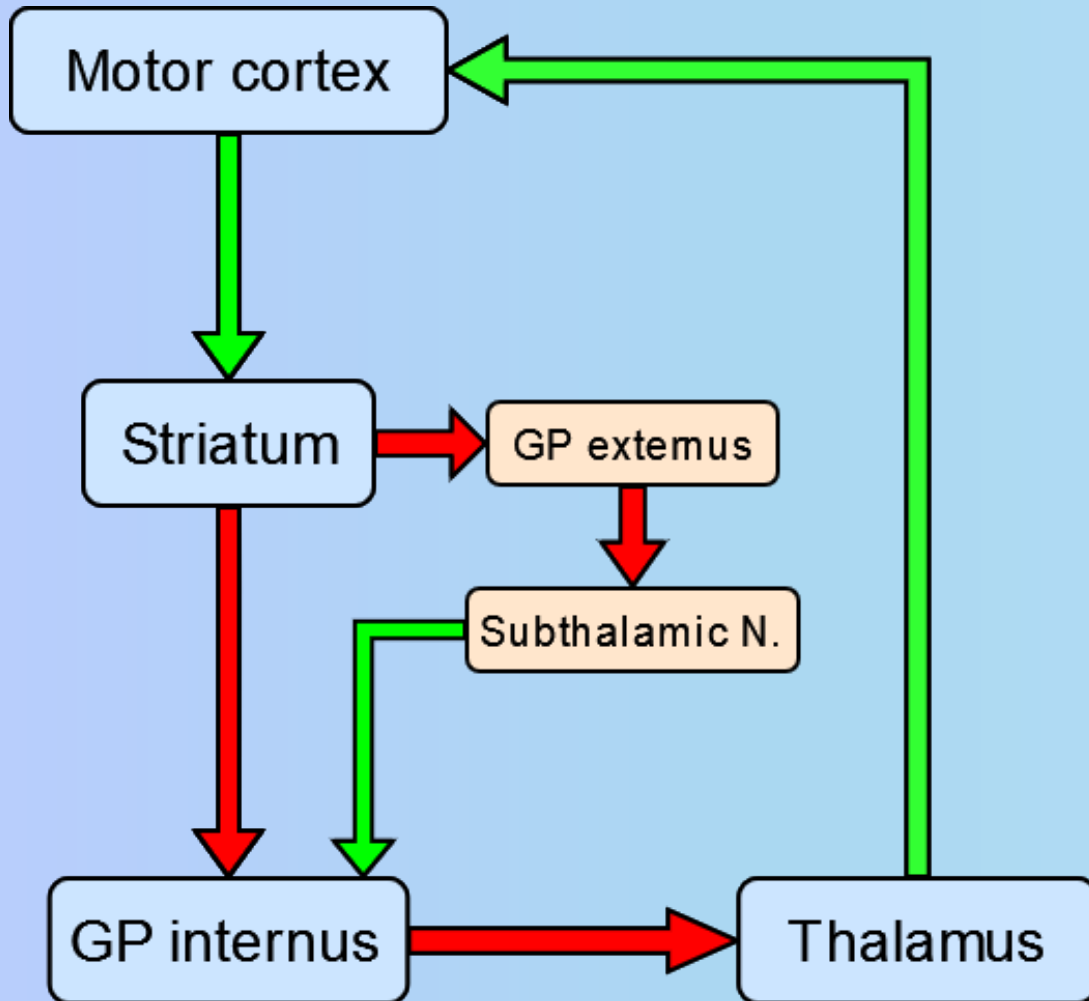 Motor cortex
Striatum
GP externus
Subthalamic N.
GP internus
Thalamus